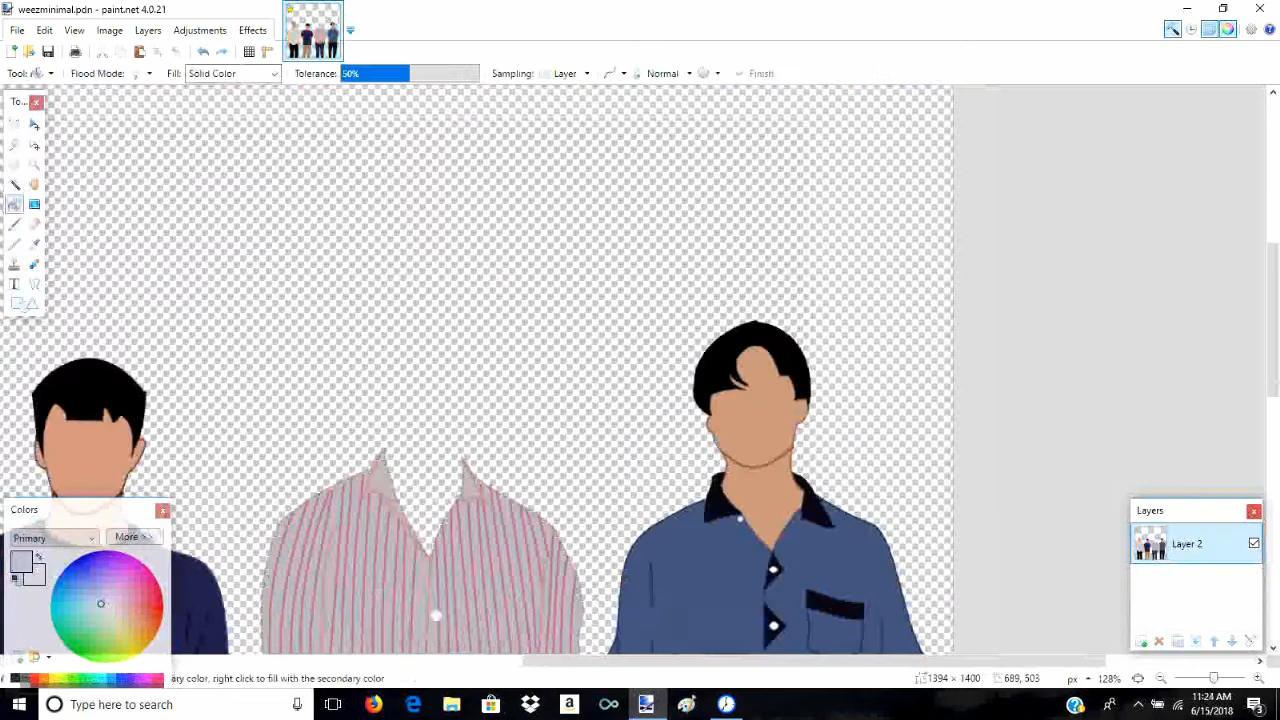 weezminimal.pdn - paint.net 4.0.21
File Edit View Image Layers Adjustments Effects
Tool: Flood Mode: Fill: Solid Color Tolerance: 50% Sampling: Layer Normal Finish
To...
Colors
Primary More >>
Layers
Layer 2
ary color, right click to fill with the secondary color 1394 × 1400 689, 503 px 128%
Type here to search
11:24 AM
6/15/2018
3